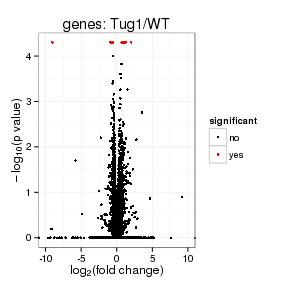 genes: Tug1/WT
−log10(p value)
4
3
2
1
0
-10 -5 0 5 10
log2(fold change)
significant
no
yes